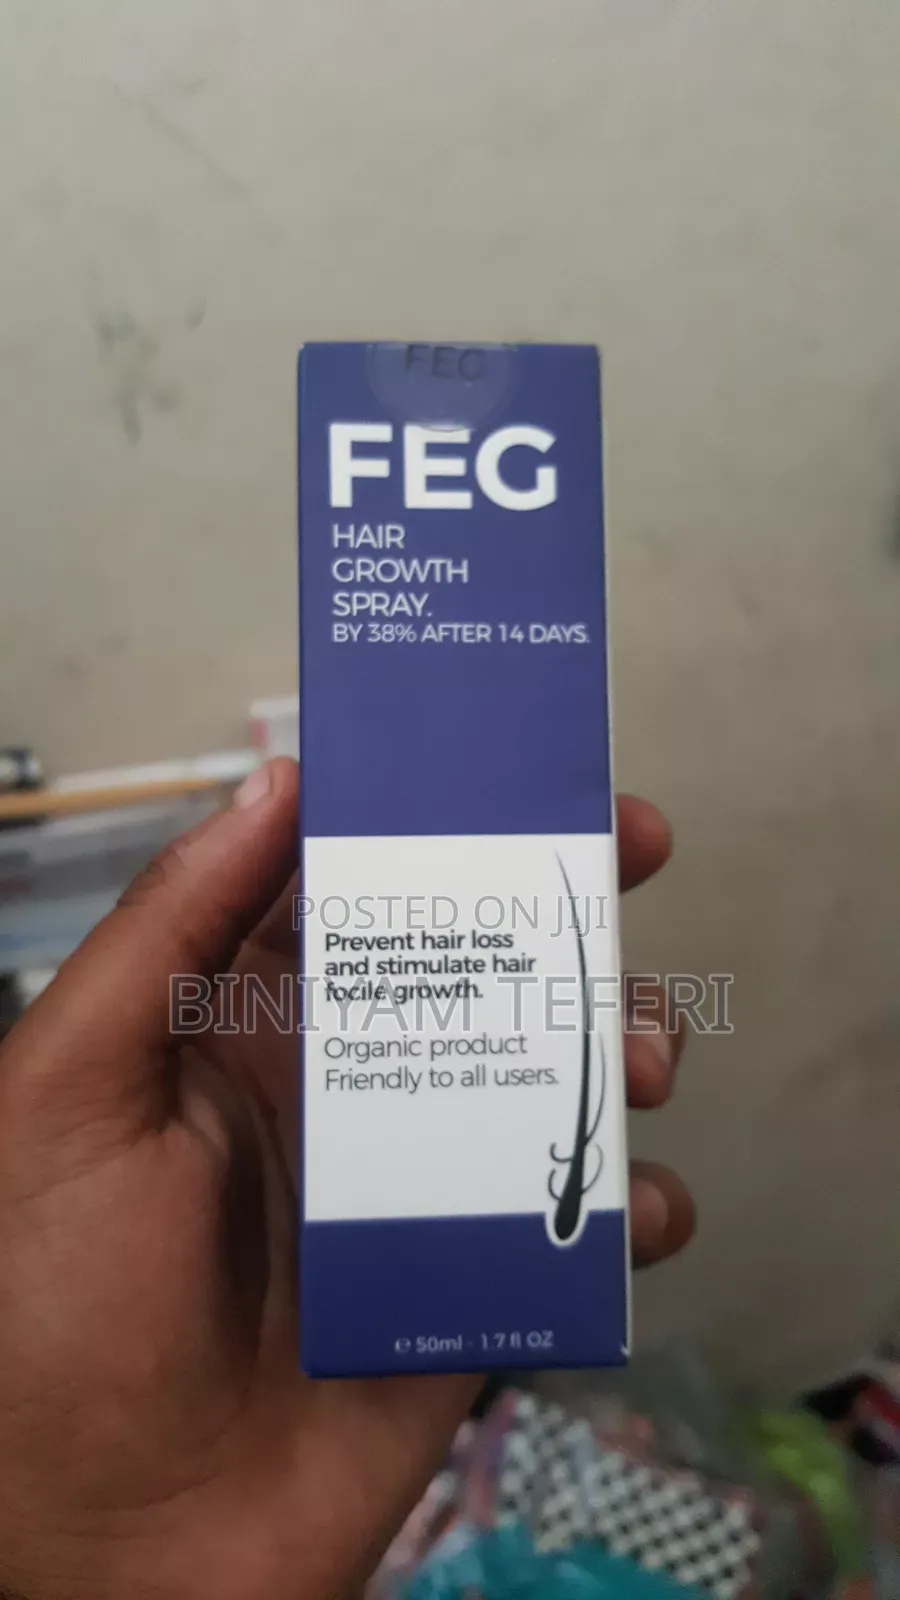 FEG
FEG
HAIR
GROWTH
SPRAY.
BY 38% AFTER 14 DAYS.
POSTED ON JIJI
Prevent hair loss
and stimulate hair
focile growth.
BINIYAM TEFERI
Organic product
Friendly to all users.
℮ 50ml · 1.7 fl OZ